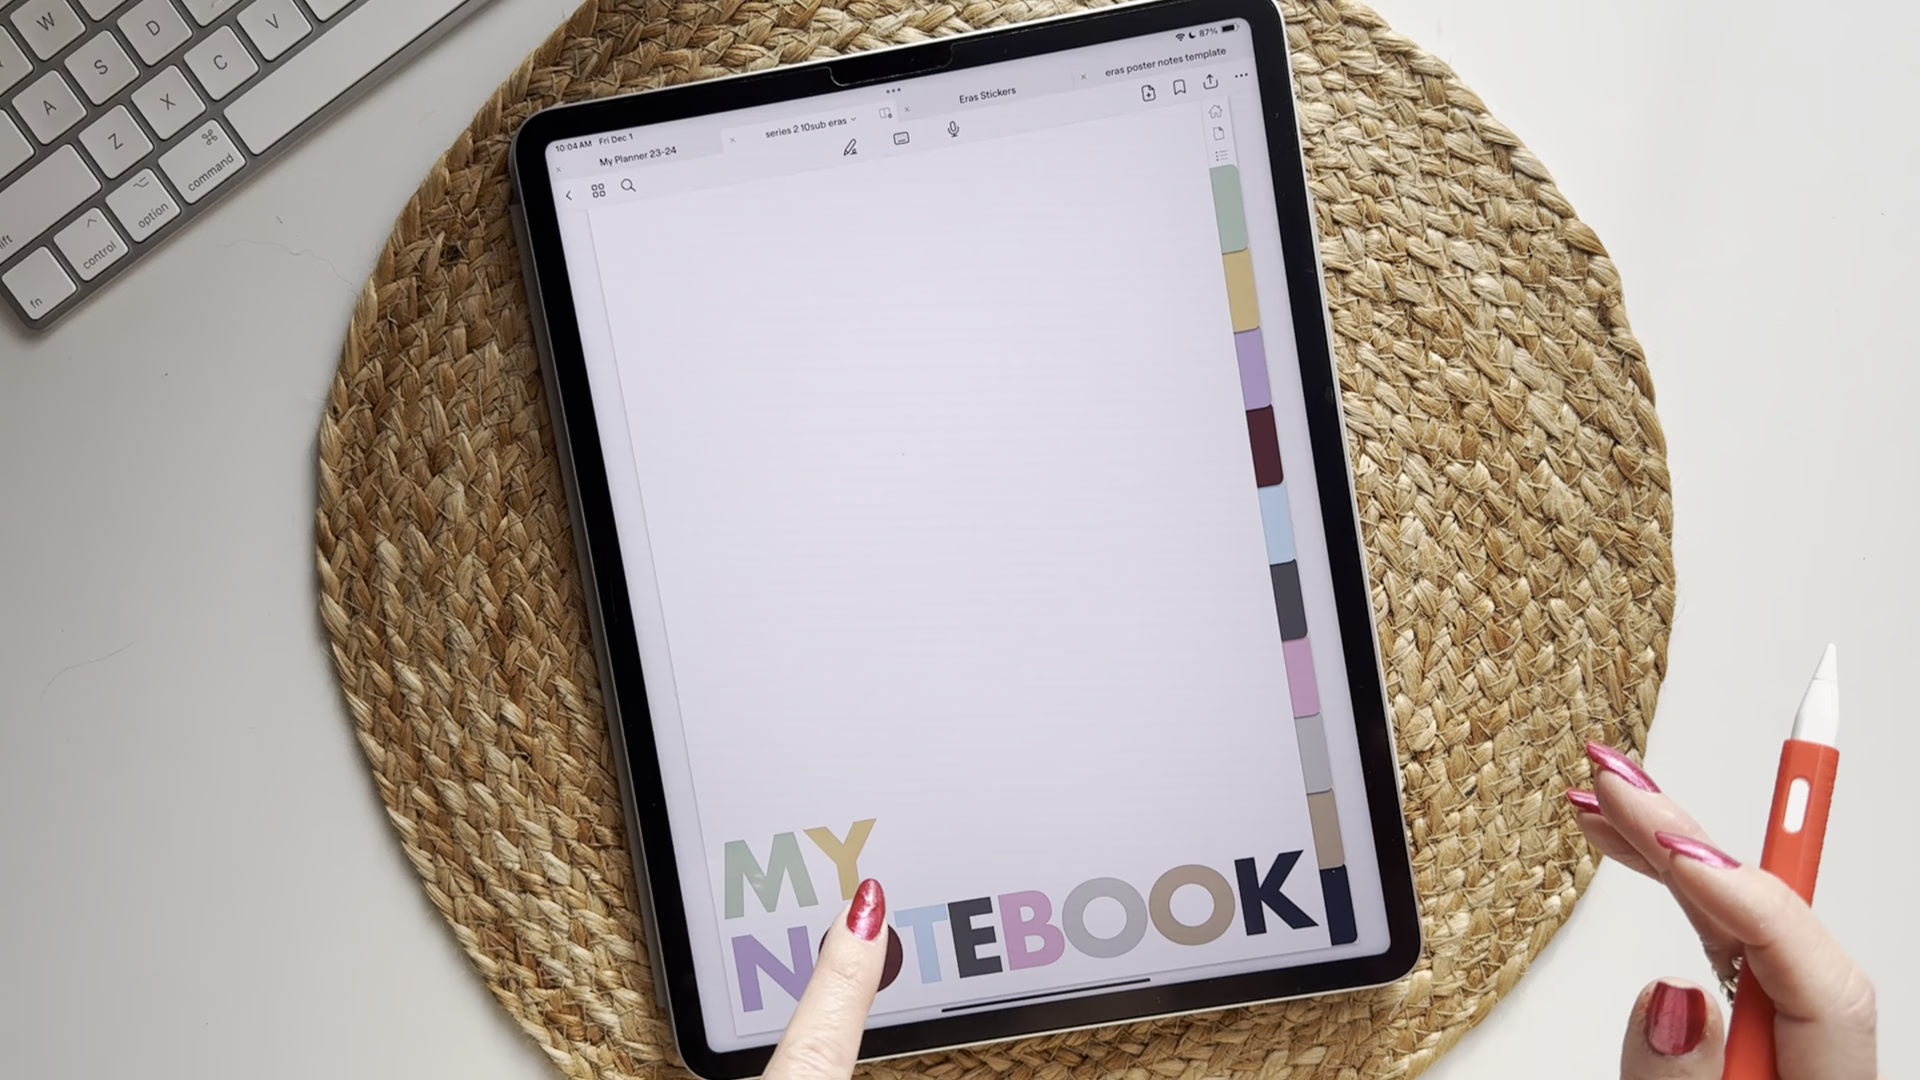 W
D
V
S
C
A
X
Z
⌘
command
⌥
option
^
control
fn
10:04 AM Fri Dec 1
87%
My Planner 23-24
series 2 10sub eras
Eras Stickers
eras poster notes template
MY
NOTEBOOK